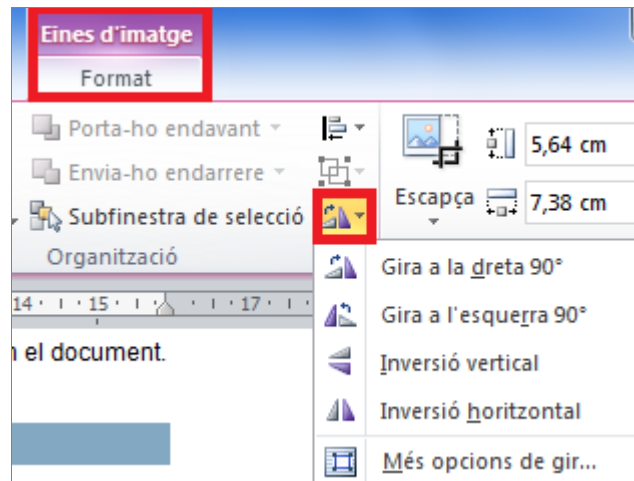 Eines d'imatge
Format
Porta-ho endavant
Envia-ho endarrere
Subfinestra de selecció
Organització
Escapça
5,64 cm
7,38 cm
Gira a la dreta 90°
Gira a l'esquerra 90°
Inversió vertical
Inversió horitzontal
Més opcions de gir...
14 · 15 · 17
el document.